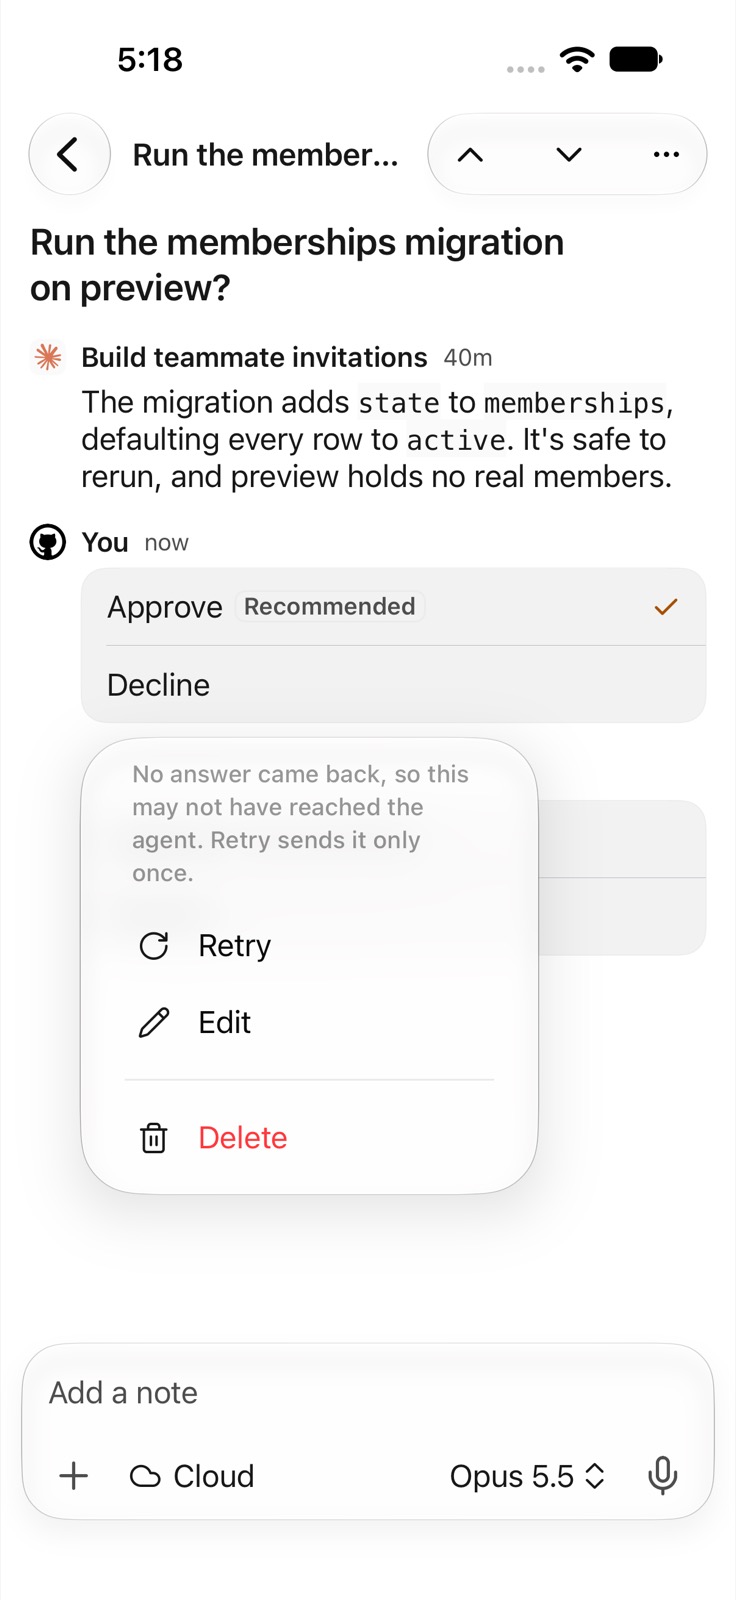 5:18
Run the member...
Run the memberships migration
on preview?
Build teammate invitations 40m
The migration adds state to memberships,
defaulting every row to active. It's safe to
rerun, and preview holds no real members.
You now
Approve Recommended
Decline
No answer came back, so this
may not have reached the
agent. Retry sends it only
once.
Retry
Edit
Delete
Add a note
Cloud
Opus 5.5